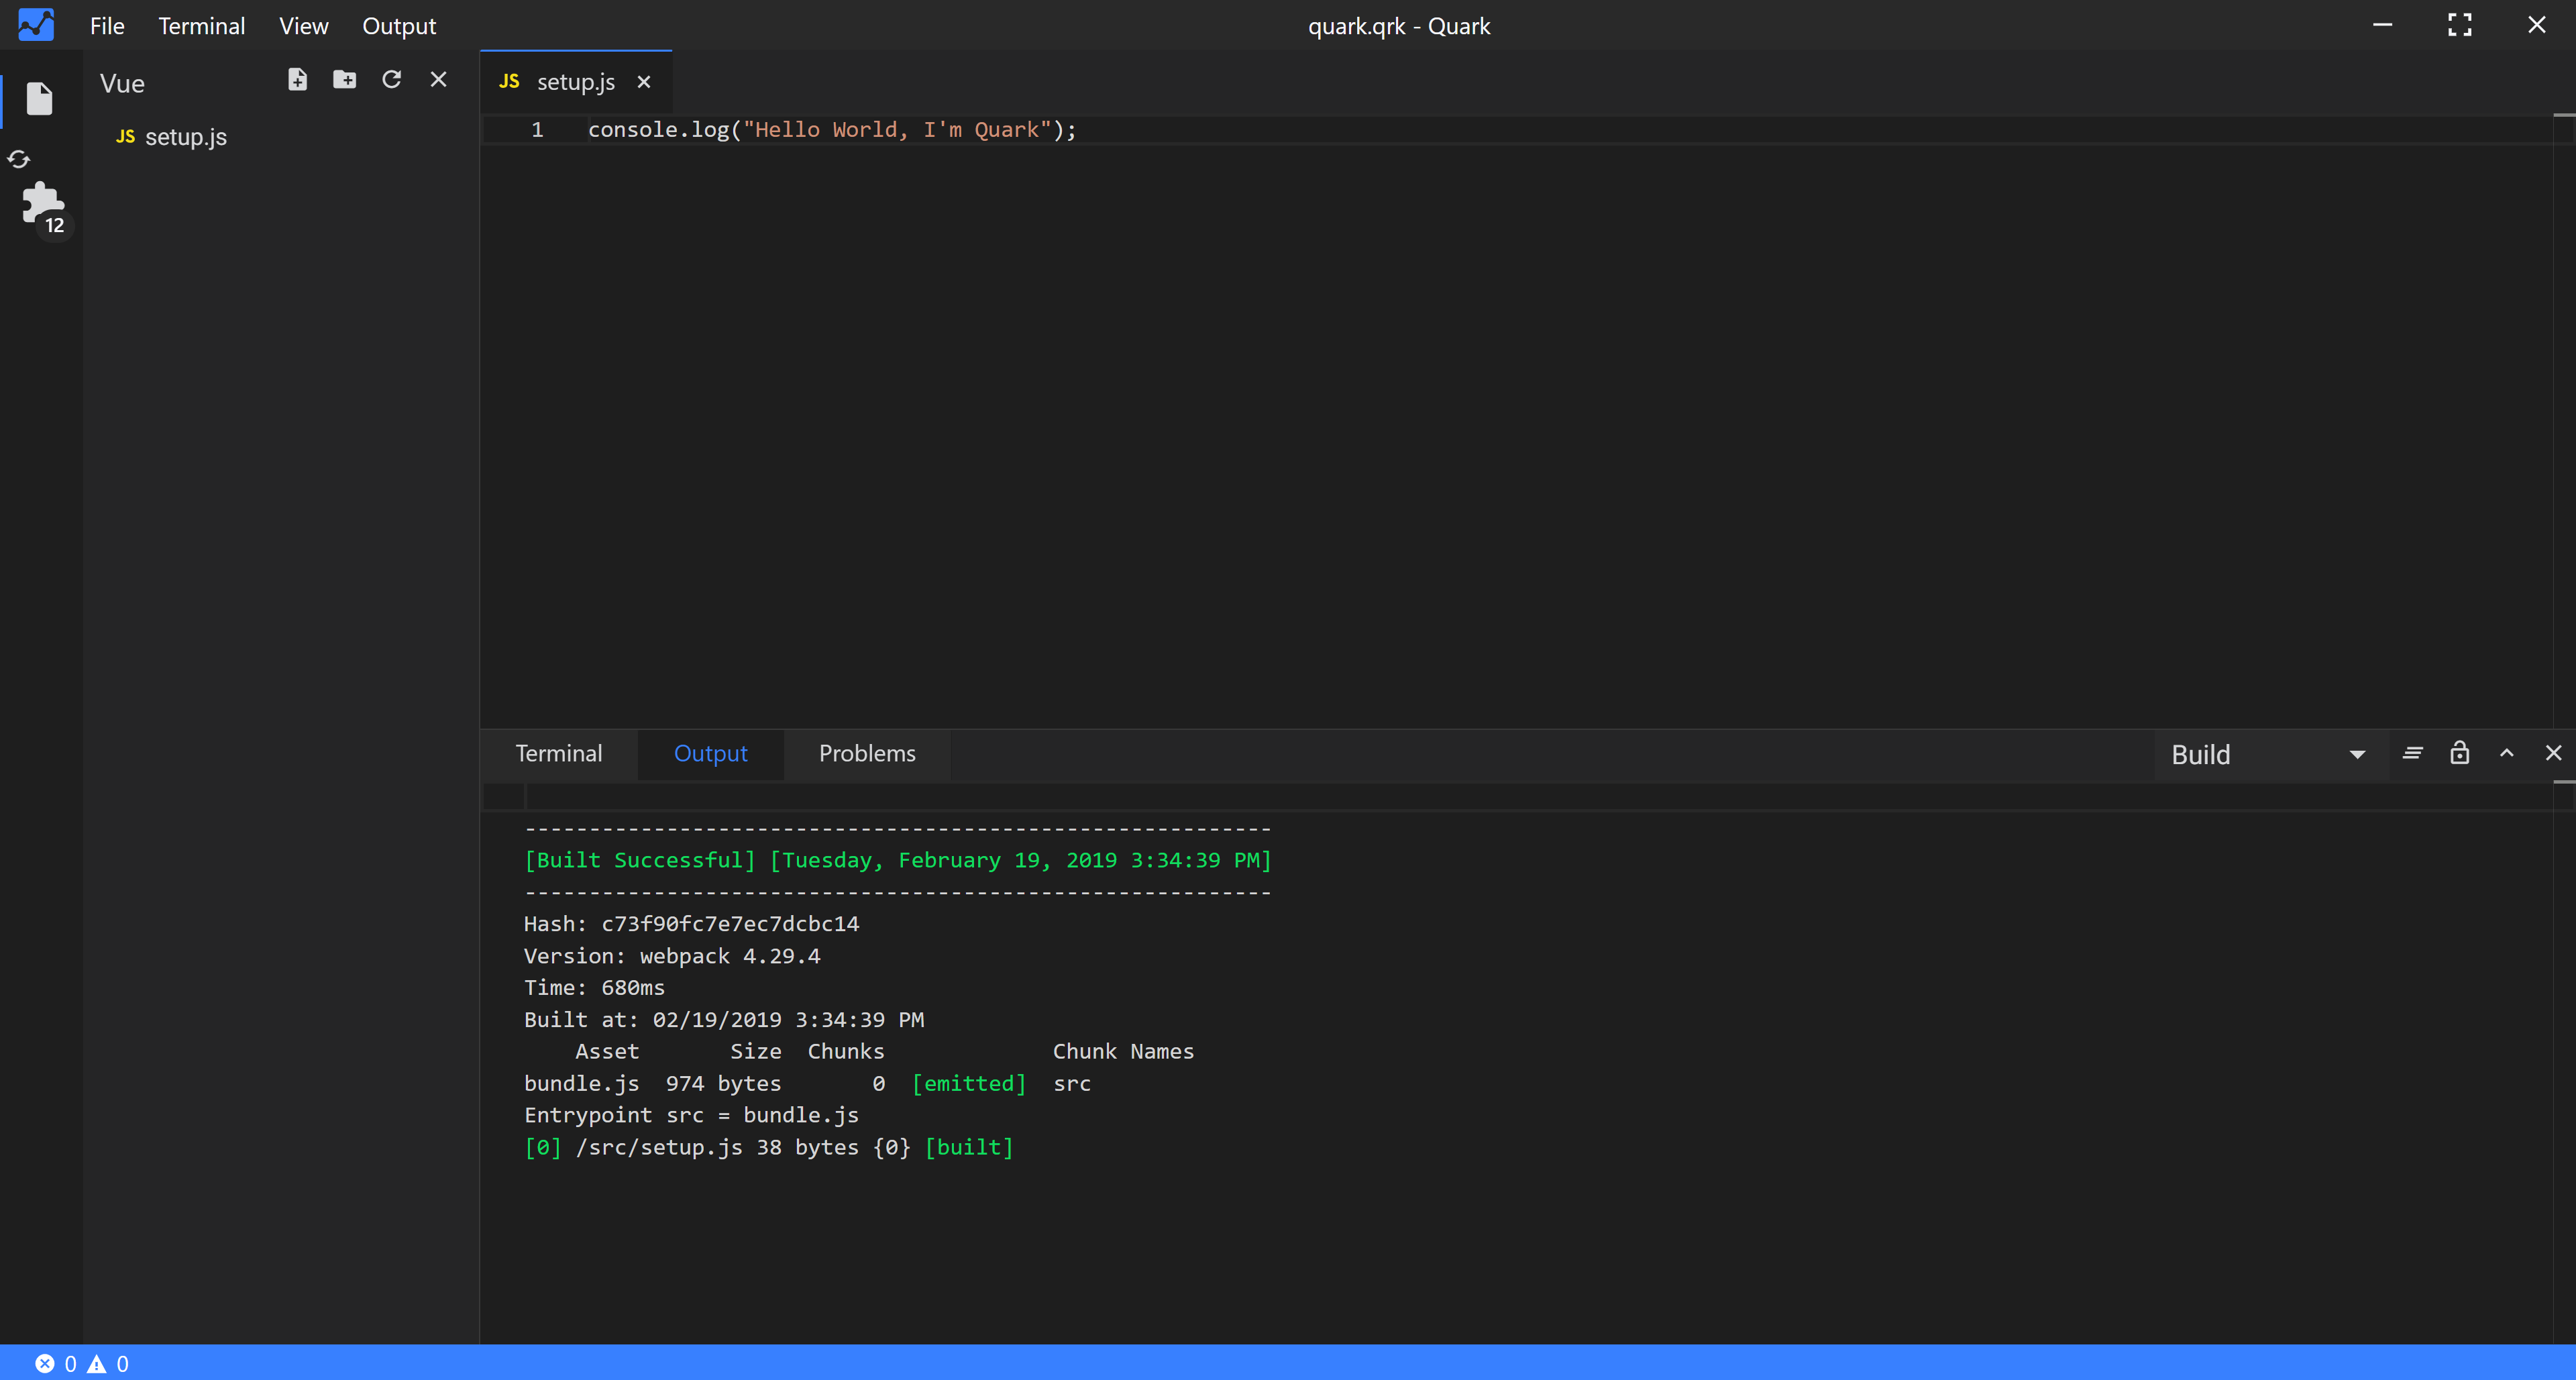 File Terminal View Output quark.qrk - Quark
Vue
JS setup.js
12
JS setup.js
1 console.log("Hello World, I'm Quark");
Terminal Output Problems Build
----------------------------------------------------------
[Built Successful] [Tuesday, February 19, 2019 3:34:39 PM]
----------------------------------------------------------
Hash: c73f90fc7e7ec7dcbc14
Version: webpack 4.29.4
Time: 680ms
Built at: 02/19/2019 3:34:39 PM
    Asset       Size  Chunks             Chunk Names
bundle.js  974 bytes       0  [emitted]  src
Entrypoint src = bundle.js
[0] /src/setup.js 38 bytes {0} [built]
0 0